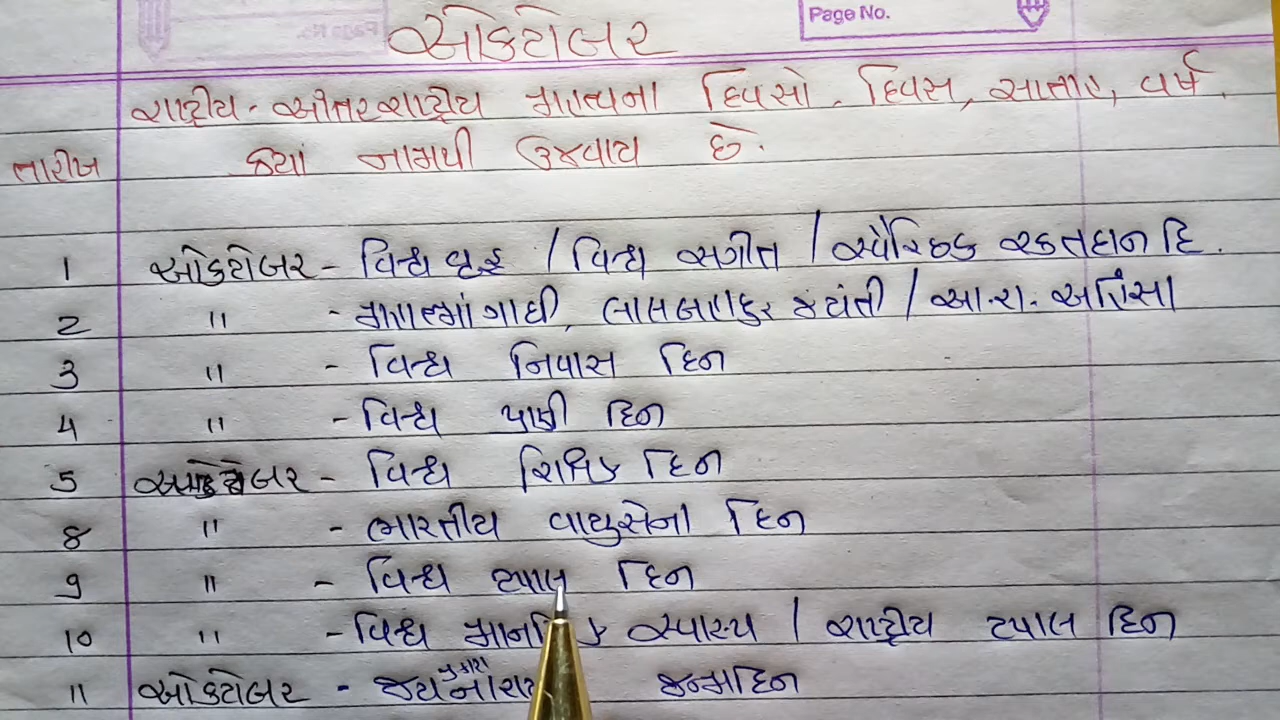 Page No.
ઓક્ટોબર
રાષ્ટ્રીય - આંતરરાષ્ટ્રીય મહત્વના દિવસો. દિવસ, સપ્તાહ, વર્ષ.
તારીખ ક્યાં નામથી ઉજવાય છે.
1 ઓક્ટોબર - વિશ્વ વૃદ્ધ / વિશ્વ સંગીત / સ્વૈચ્છિક રક્તદાન દિ.
2 " - મહાત્માં ગાંધી, લાલબહાદુર જયંતી / આં.રા. અહિંસા
3 " - વિશ્વ નિવાસ દિન
4 " - વિશ્વ પ્રાણી દિન
5 ઓક્ટોબર - વિશ્વ શિક્ષક દિન
8 " - ભારતીય વાયુસેના દિન
9 " - વિશ્વ ટપાલ દિન
10 " - વિશ્વ સ્વાસ્થ્ય / રાષ્ટ્રીય ટપાલ દિન
11 ઓક્ટોબર - જયપ્રકાશ જન્મદિન